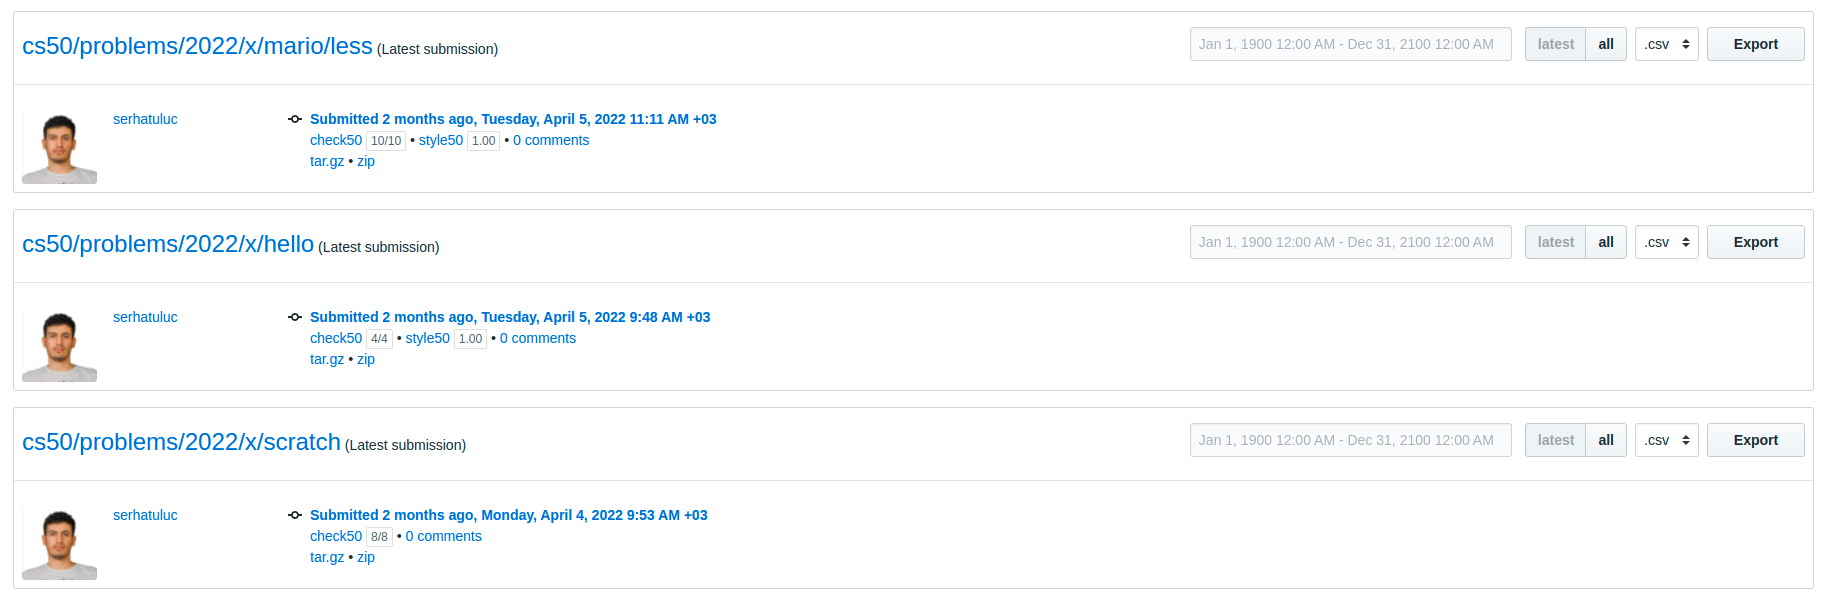 cs50/problems/2022/x/mario/less (Latest submission) Jan 1, 1900 12:00 AM - Dec 31, 2100 12:00 AM latest all .csv Export
serhatuluc Submitted 2 months ago, Tuesday, April 5, 2022 11:11 AM +03
check50 10/10 • style50 1.00 • 0 comments
tar.gz • zip
cs50/problems/2022/x/hello (Latest submission) Jan 1, 1900 12:00 AM - Dec 31, 2100 12:00 AM latest all .csv Export
serhatuluc Submitted 2 months ago, Tuesday, April 5, 2022 9:48 AM +03
check50 4/4 • style50 1.00 • 0 comments
tar.gz • zip
cs50/problems/2022/x/scratch (Latest submission) Jan 1, 1900 12:00 AM - Dec 31, 2100 12:00 AM latest all .csv Export
serhatuluc Submitted 2 months ago, Monday, April 4, 2022 9:53 AM +03
check50 8/8 • 0 comments
tar.gz • zip